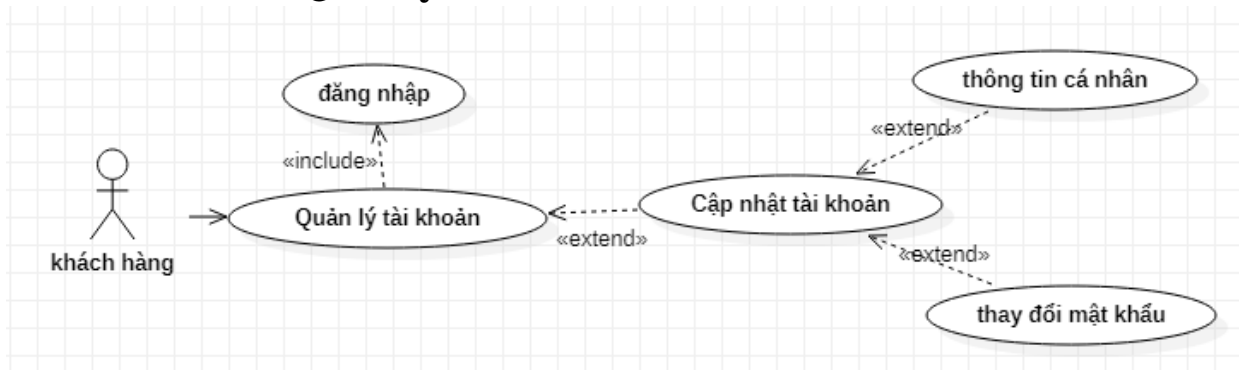 thông tin cá nhân
đăng nhập
«extend»
«include»
Cập nhật tài khoản
Quản lý tài khoản
«extend»
«extend»
khách hàng
thay đổi mật khẩu